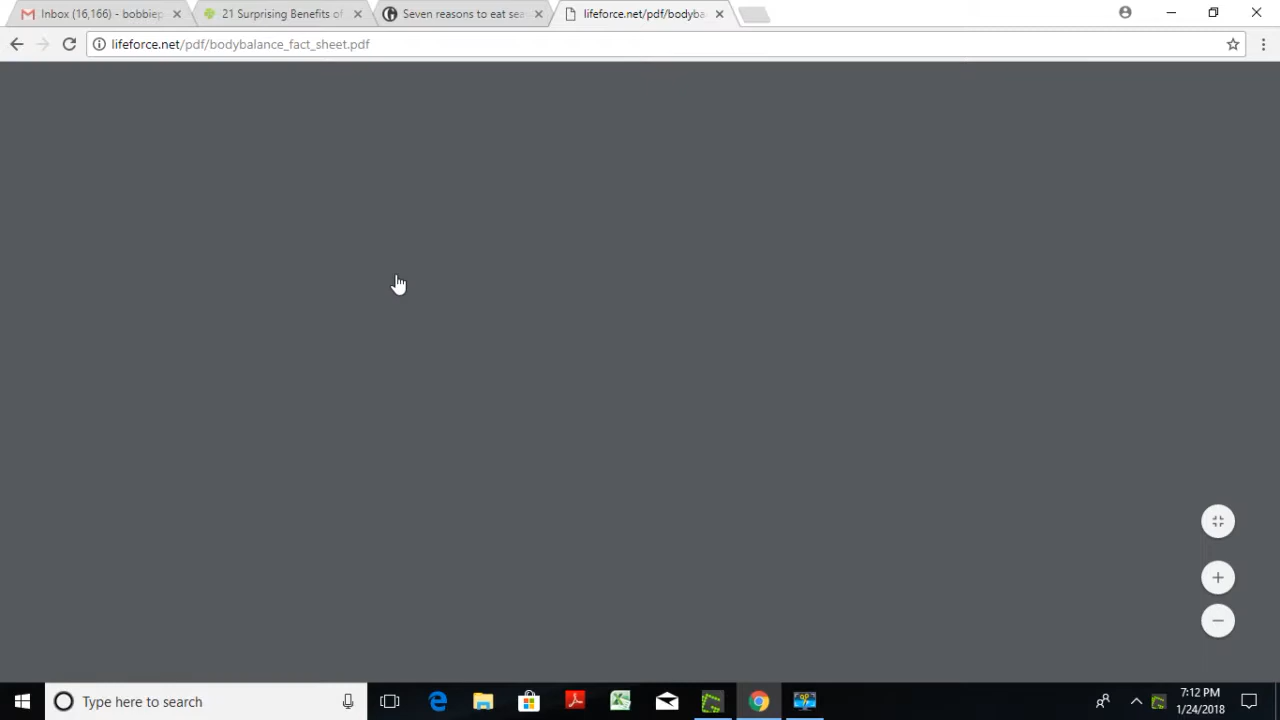 Inbox (16,166) - bobbiep
21 Surprising Benefits of
Seven reasons to eat sea
lifeforce.net/pdf/bodyba
lifeforce.net/pdf/bodybalance_fact_sheet.pdf
Type here to search
7:12 PM
1/24/2018